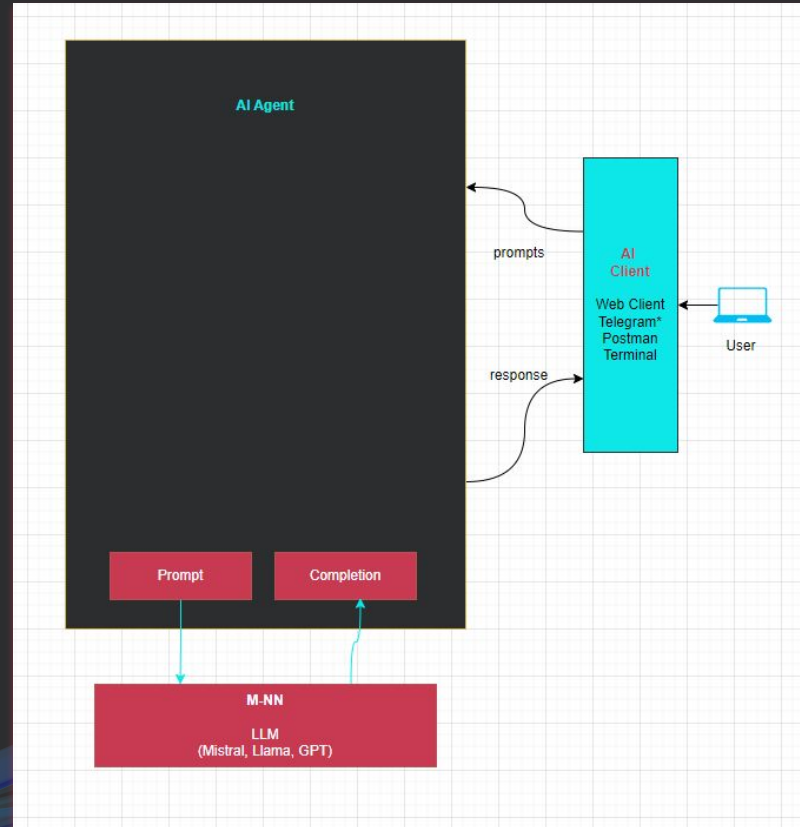 AI Agent
prompts
AI
Client
Web Client
Telegram*
Postman
Terminal
User
response
Prompt
Completion
M-NN
LLM
(Mistral, Llama, GPT)